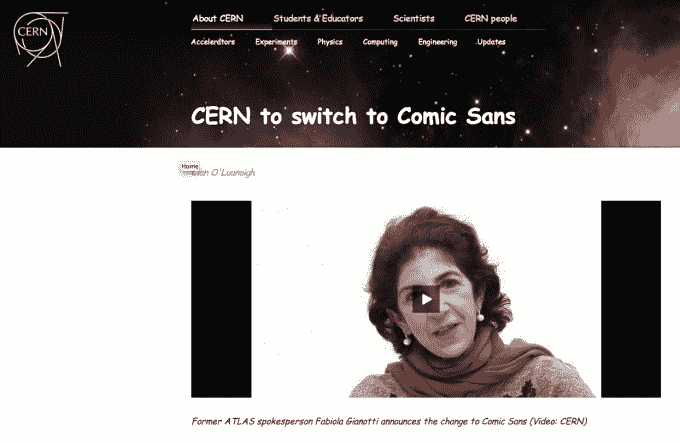 CERN
About CERN Students & Educators Scientists CERN people
Accelerators Experiments Physics Computing Engineering Updates
CERN to switch to Comic Sans
Home
O'Luanaigh
Former ATLAS spokesperson Fabiola Gianotti announces the change to Comic Sans (Video: CERN)